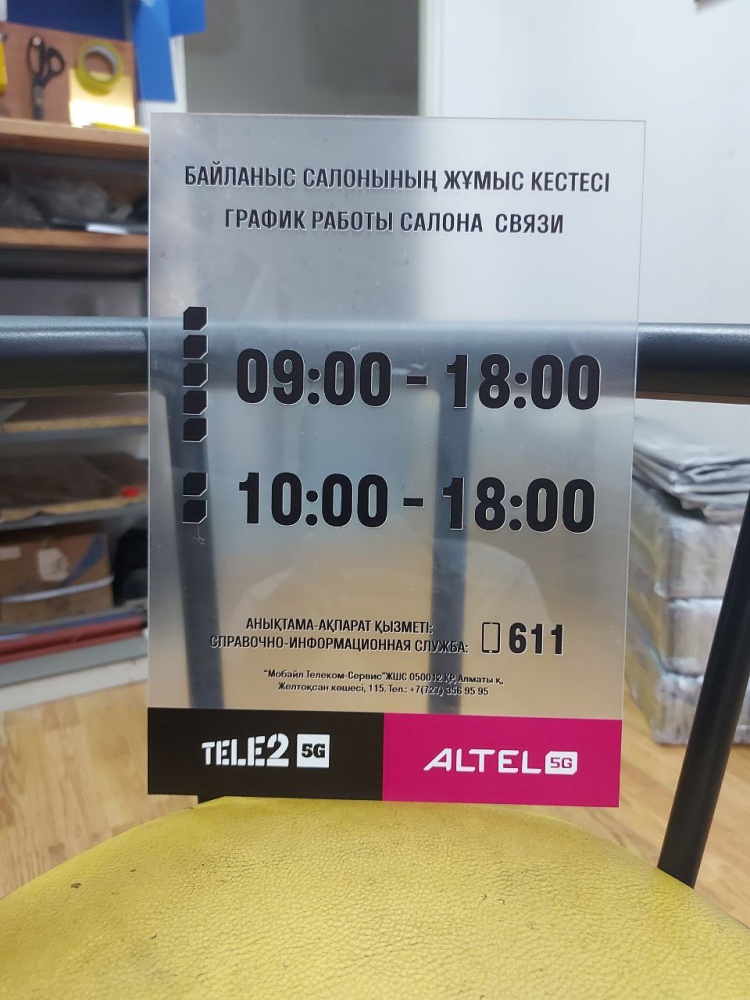 БАЙЛАНЫС САЛОНЫНЫҢ ЖҰМЫС КЕСТЕСІ
ГРАФИК РАБОТЫ САЛОНА СВЯЗИ
09:00 - 18:00
10:00 - 18:00
АНЫҚТАМА-АҚПАРАТ ҚЫЗМЕТІ:
СПРАВОЧНО-ИНФОРМАЦИОННАЯ СЛУЖБА: 611
"Мобайл Телеком-Сервис"ЖШС 050012 ҚР, Алматы қ,
Желтоқсан көшесі, 115. Тел.: +7(727) 356 95 95
TELE2 5G ALTEL 5G